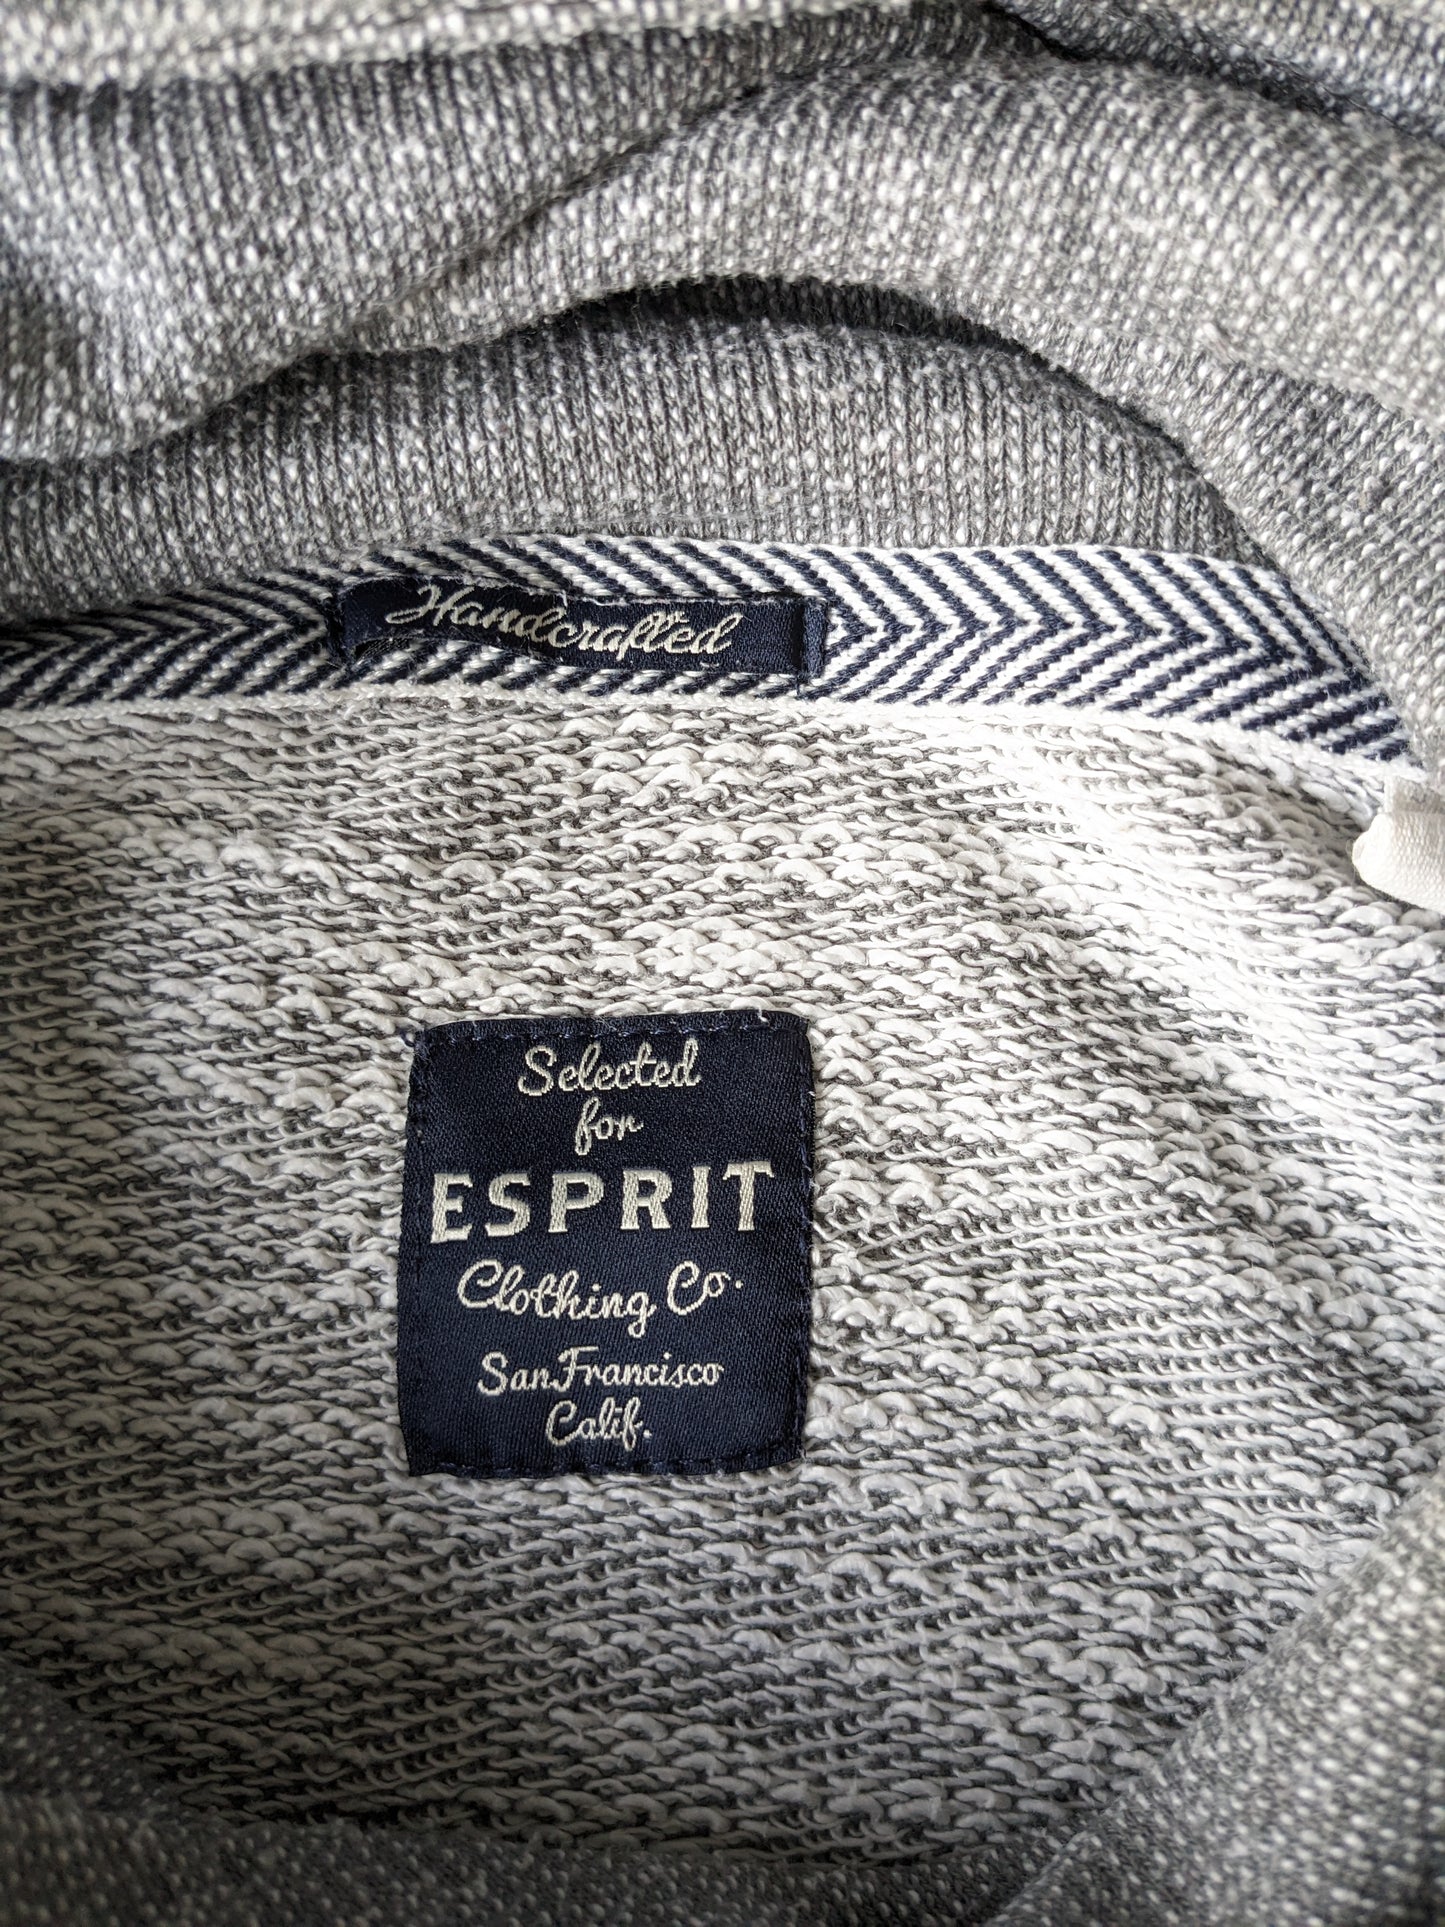 Handcrafted
Selected
for
ESPRIT
Clothing Co.
San Francisco
Calif.